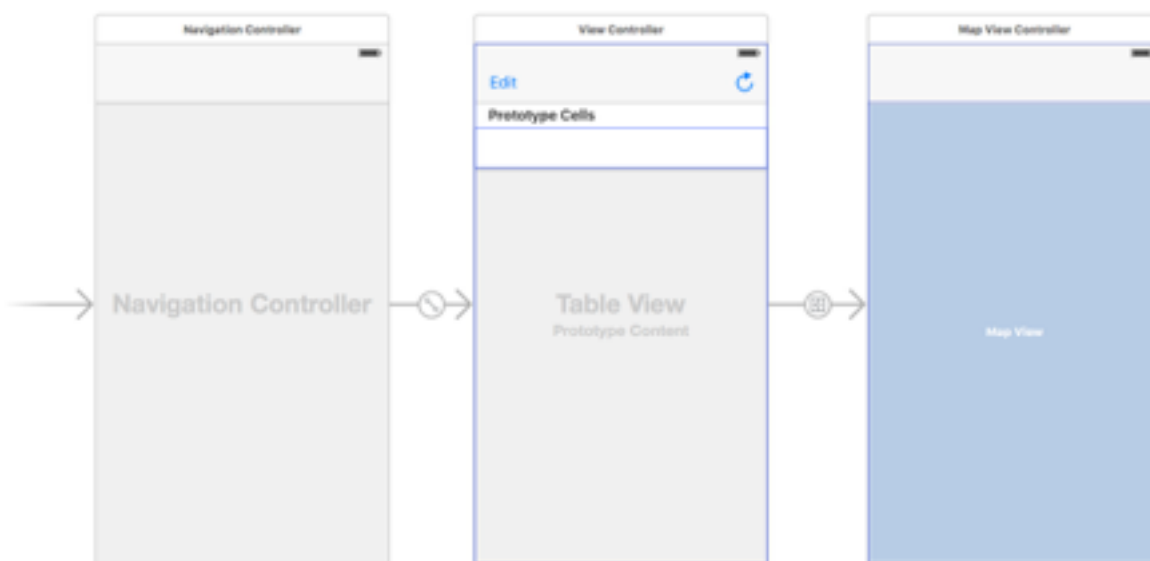 Navigation Controller
View Controller
Map View Controller
Edit
Prototype Cells
Navigation Controller
Table View
Prototype Content
Map View